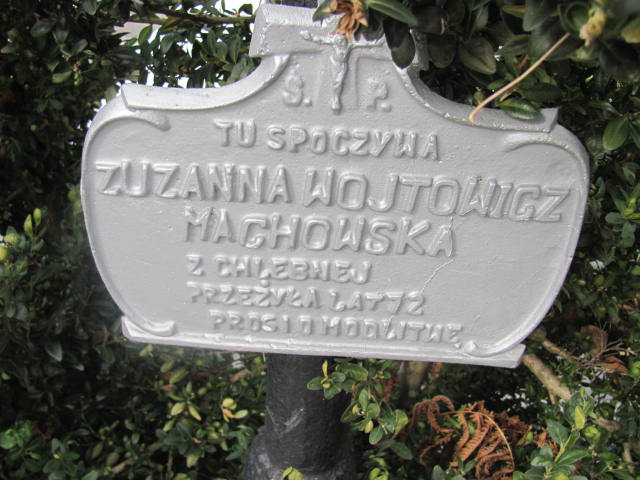 Ś. P.
TU SPOCZYWA
ZUZANNA WOJTOWICZ
MACHOWSKA
Z CHLEBNEJ
PRZEŻYŁA LAT 72
PROSI O MODLITWĘ